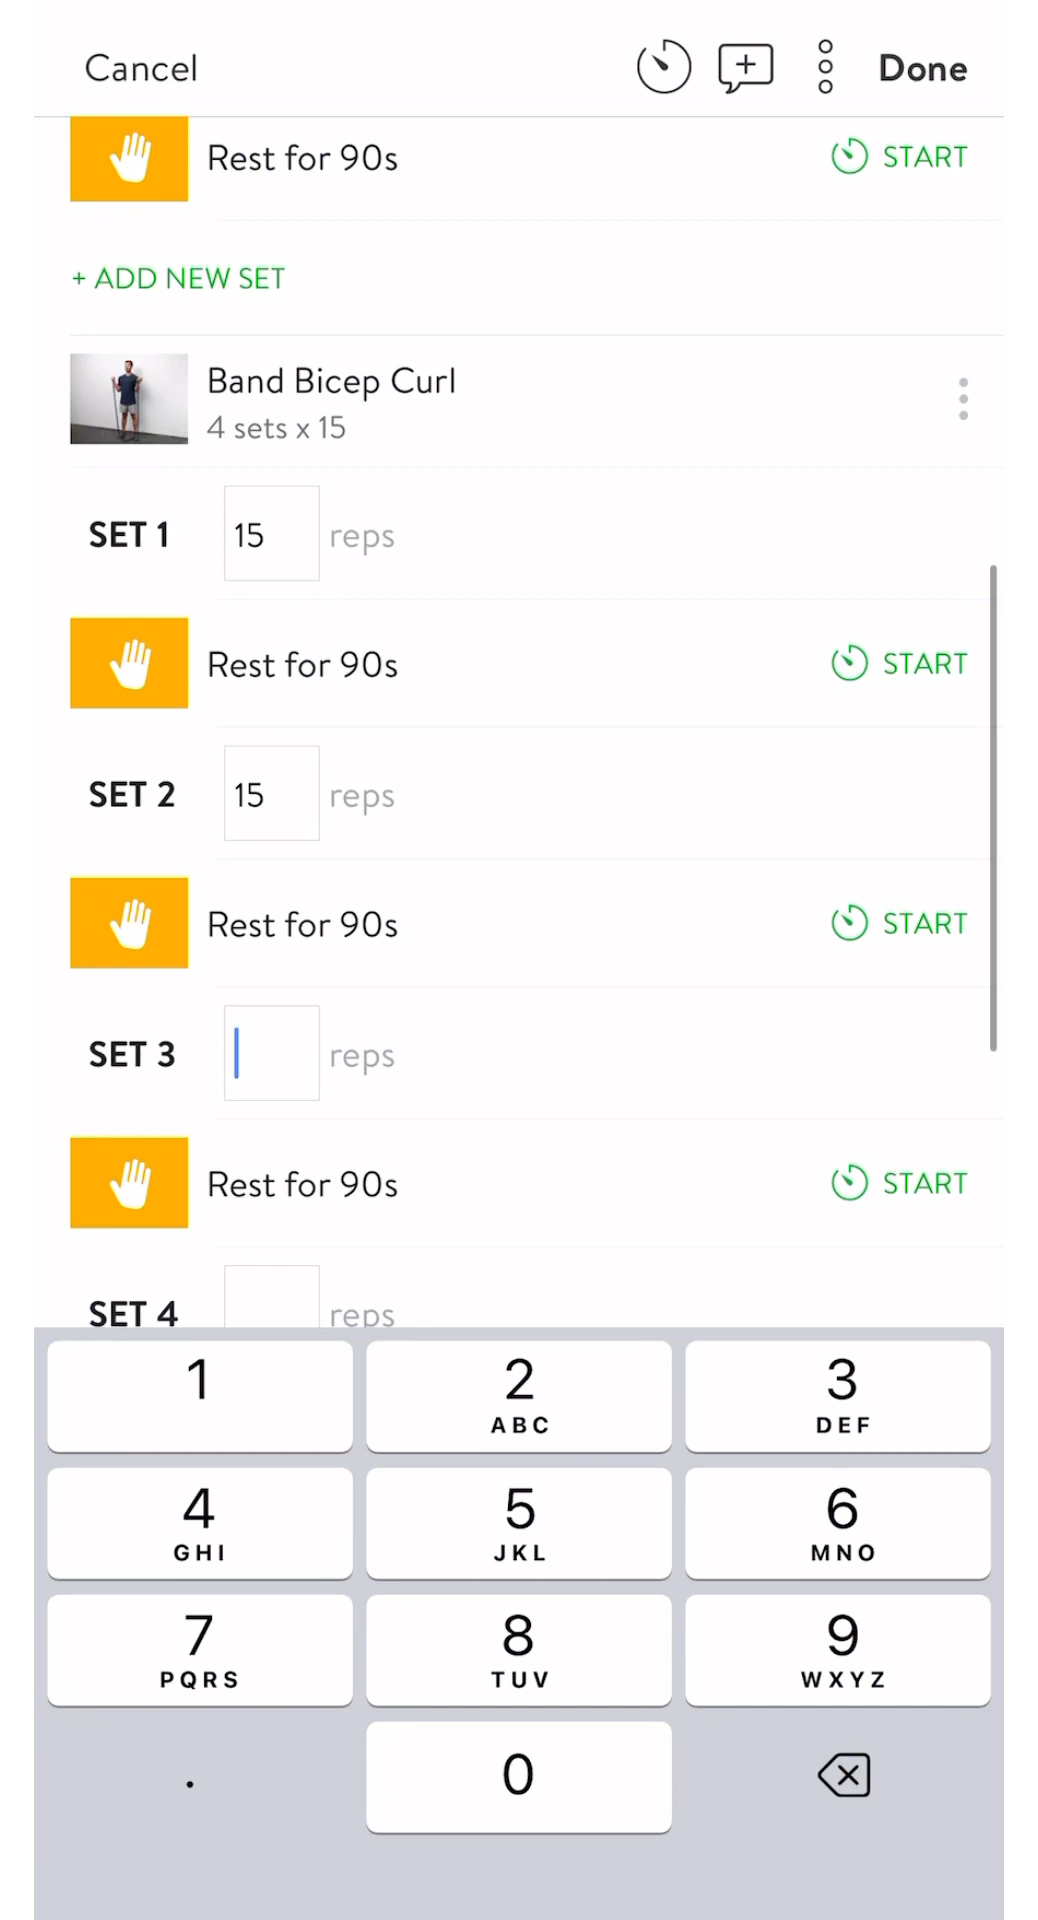 Cancel
Done
Rest for 90s
START
+ ADD NEW SET
Band Bicep Curl
4 sets x 15
SET 1
15
reps
Rest for 90s
START
SET 2
15
reps
Rest for 90s
START
SET 3
reps
Rest for 90s
START
SET 4
reps
1
2
ABC
3
DEF
4
GHI
5
JKL
6
MNO
7
PQRS
8
TUV
9
WXYZ
.
0